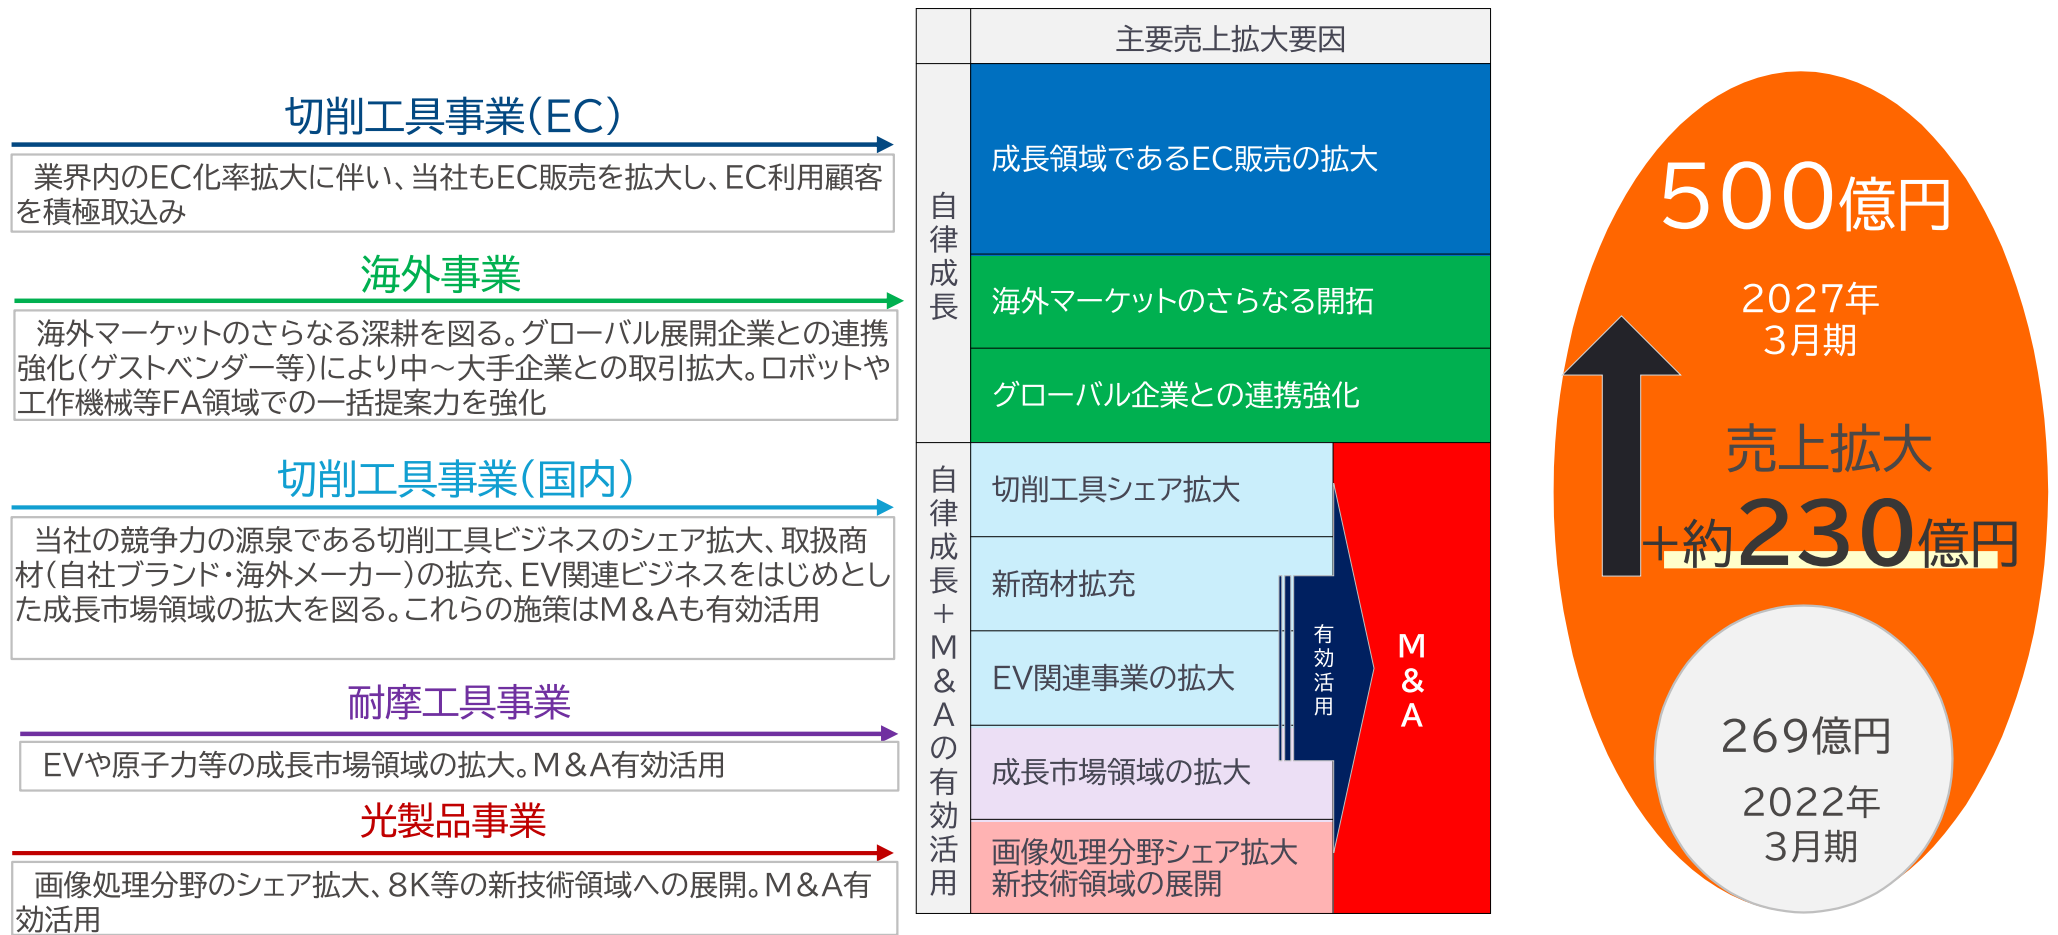 切削工具事業（EC）
業界内のEC化率拡大に伴い、当社もEC販売を拡大し、EC利用顧客
を積極取込み
海外事業
海外マーケットのさらなる深耕を図る。グローバル展開企業との連携
強化（ゲストベンダー等）により中～大手企業との取引拡大。ロボットや
工作機械等FA領域での一括提案力を強化
切削工具事業（国内）
当社の競争力の源泉である切削工具ビジネスのシェア拡大、取扱商
材（自社ブランド・海外メーカー）の拡充、EV関連ビジネスをはじめとし
た成長市場領域の拡大を図る。これらの施策はM＆Aも有効活用
耐摩工具事業
EVや原子力等の成長市場領域の拡大。M＆A有効活用
光製品事業
画像処理分野のシェア拡大、8K等の新技術領域への展開。M＆A有
効活用
主要売上拡大要因
自律成長
成長領域であるEC販売の拡大
海外マーケットのさらなる開拓
グローバル企業との連携強化
自律成長＋M＆Aの有効活用
切削工具シェア拡大
新商材拡充
EV関連事業の拡大
成長市場領域の拡大
画像処理分野シェア拡大
新技術領域の展開
有効活用
M＆A
500億円
2027年
3月期
売上拡大
＋約230億円
269億円
2022年
3月期